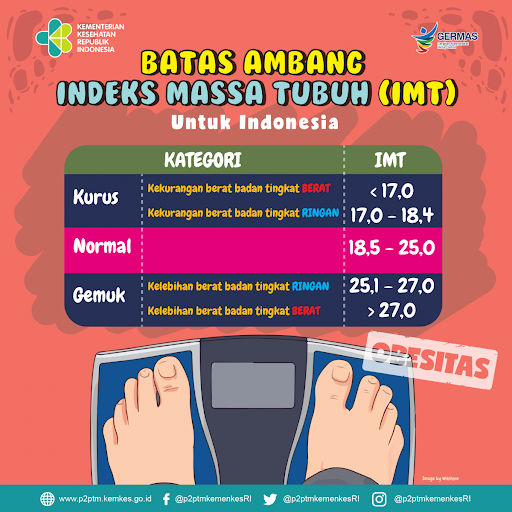 KEMENTERIAN
KESEHATAN
REPUBLIK
INDONESIA
GERMAS
BATAS AMBANG
INDEKS MASSA TUBUH (IMT)
Untuk Indonesia
KATEGORI IMT
Kurus
Kekurangan berat badan tingkat BERAT < 17,0
Kekurangan berat badan tingkat RINGAN 17,0 – 18,4
Normal 18,5 – 25,0
Gemuk
Kelebihan berat badan tingkat RINGAN 25,1 – 27,0
Kelebihan berat badan tingkat BERAT > 27,0
OBESITAS
www.p2ptm.kemkes.go.id @p2ptmkemenkesRI @p2ptmkemenkesRI @p2ptmkemenkesRI